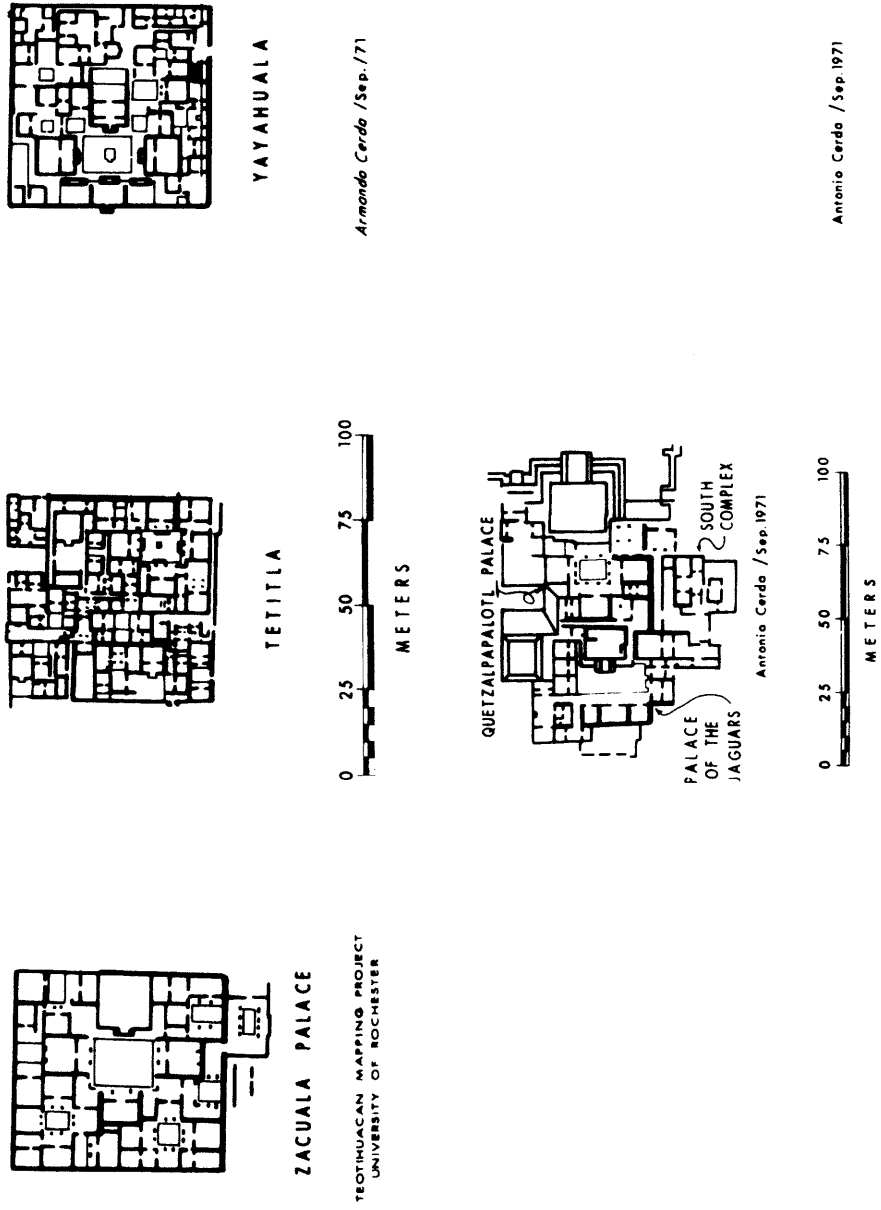 ZACUALA PALACE
TETITLA
YAYAHUALA
TEOTIHUACAN MAPPING PROJECT
UNIVERSITY OF ROCHESTER
0 25 50 75 100
METERS
Armando Cerda /Sep./71
QUETZALPAPALOTL PALACE
PALACE
OF THE
JAGUARS
SOUTH
COMPLEX
Antonio Cerda /Sep.1971
0 25 50 75 100
METERS
Antonio Cerda /Sep.1971